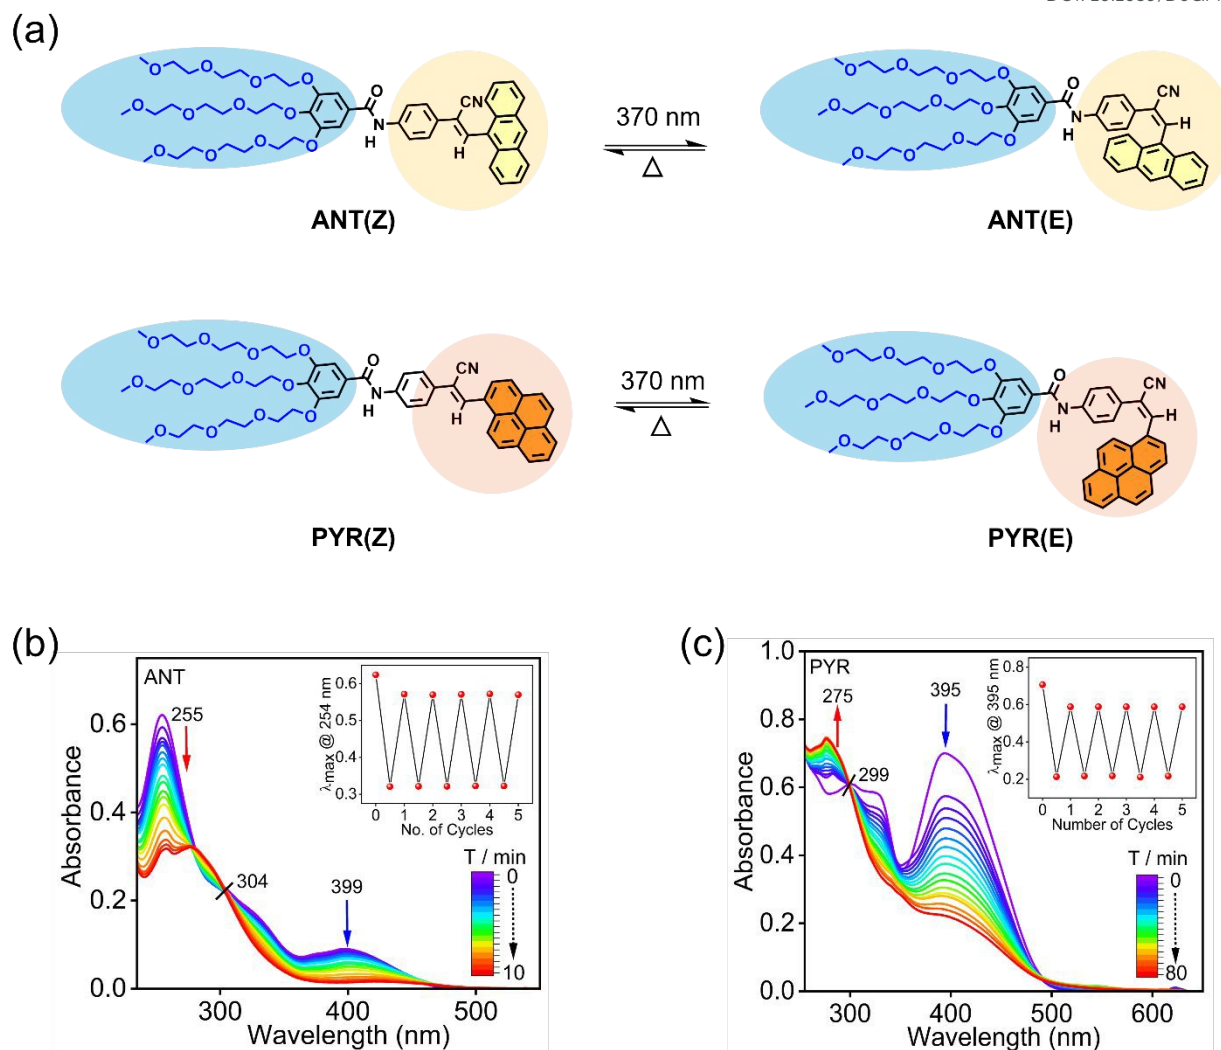 (a)
O O O O
O O O O
O O O O
O
N
H
CN
H
ANT(Z)
370 nm
△
O O O O
O O O O
O O O O
O
N
H
CN
H
ANT(E)
O O O O
O O O O
O O O O
O
N
H
CN
H
PYR(Z)
370 nm
△
O O O O
O O O O
O O O O
O
N
H
CN
H
PYR(E)
(b)
ANT
255
304
399
Absorbance
0.6
0.4
0.2
0.0
300 400 500
Wavelength (nm)
λmax @ 254 nm
0.6
0.5
0.4
0.3
0 1 2 3 4 5
No. of Cycles
T / min
0
10
(c)
PYR
275
299
395
Absorbance
1.0
0.8
0.6
0.4
0.2
0.0
300 400 500 600
Wavelength (nm)
λmax @ 395 nm
0.8
0.6
0.4
0.2
0 1 2 3 4 5
Number of Cycles
T / min
0
80